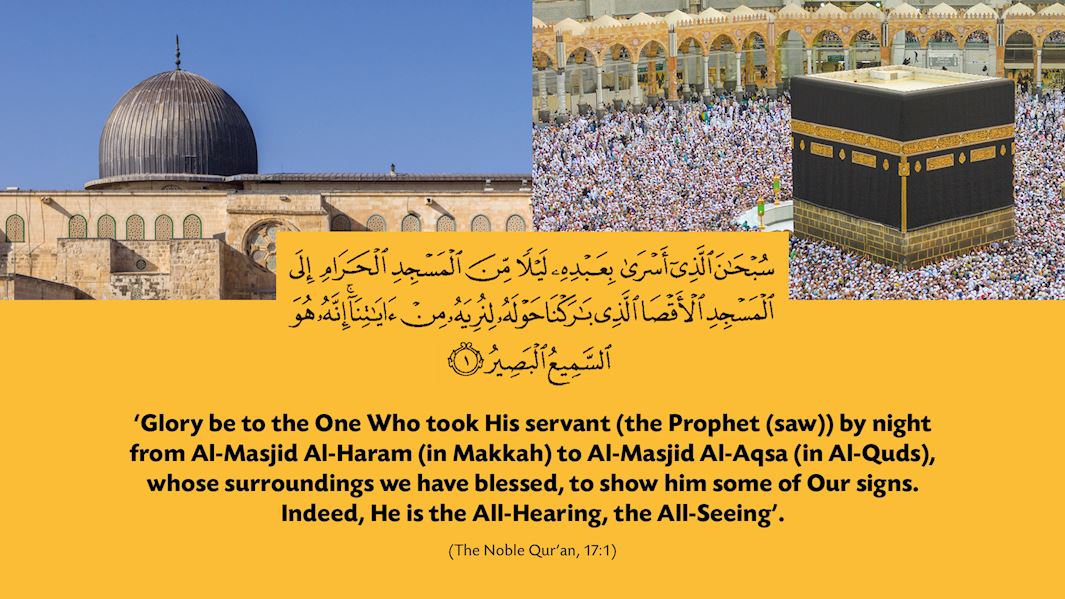 سُبْحَـٰنَ ٱلَّذِىٓ أَسْرَىٰ بِعَبْدِهِۦ لَيْلًا مِّنَ ٱلْمَسْجِدِ ٱلْحَرَامِ إِلَى
ٱلْمَسْجِدِ ٱلْأَقْصَا ٱلَّذِى بَـٰرَكْنَا حَوْلَهُۥ لِنُرِيَهُۥ مِنْ ءَايَـٰتِنَآ ۚ إِنَّهُۥ هُوَ
ٱلسَّمِيعُ ٱلْبَصِيرُ ١
‘Glory be to the One Who took His servant (the Prophet (saw)) by night
from Al-Masjid Al-Haram (in Makkah) to Al-Masjid Al-Aqsa (in Al-Quds),
whose surroundings we have blessed, to show him some of Our signs.
Indeed, He is the All-Hearing, the All-Seeing’.
(The Noble Qur’an, 17:1)